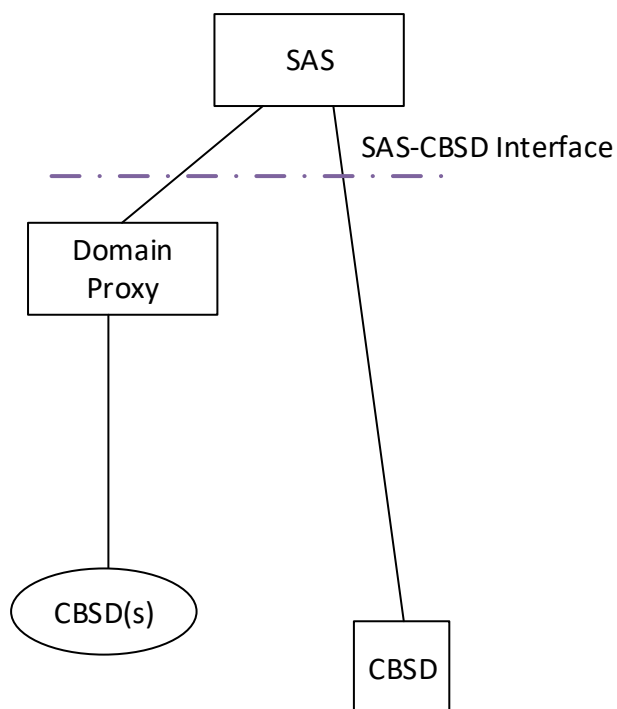 SAS
SAS-CBSD Interface
Domain
Proxy
CBSD(s)
CBSD